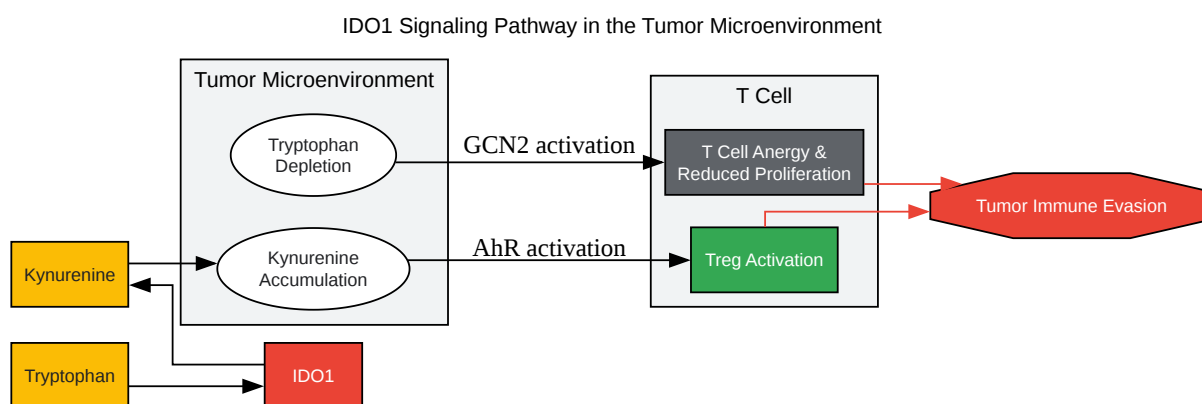 IDO1 Signaling Pathway in the Tumor Microenvironment
Tumor Microenvironment
Tryptophan
Depletion
GCN2 activation
T Cell
T Cell Anergy &
Reduced Proliferation
Tumor Immune Evasion
Kynurenine
Kynurenine
Accumulation
AhR activation
Treg Activation
Tryptophan
IDO1